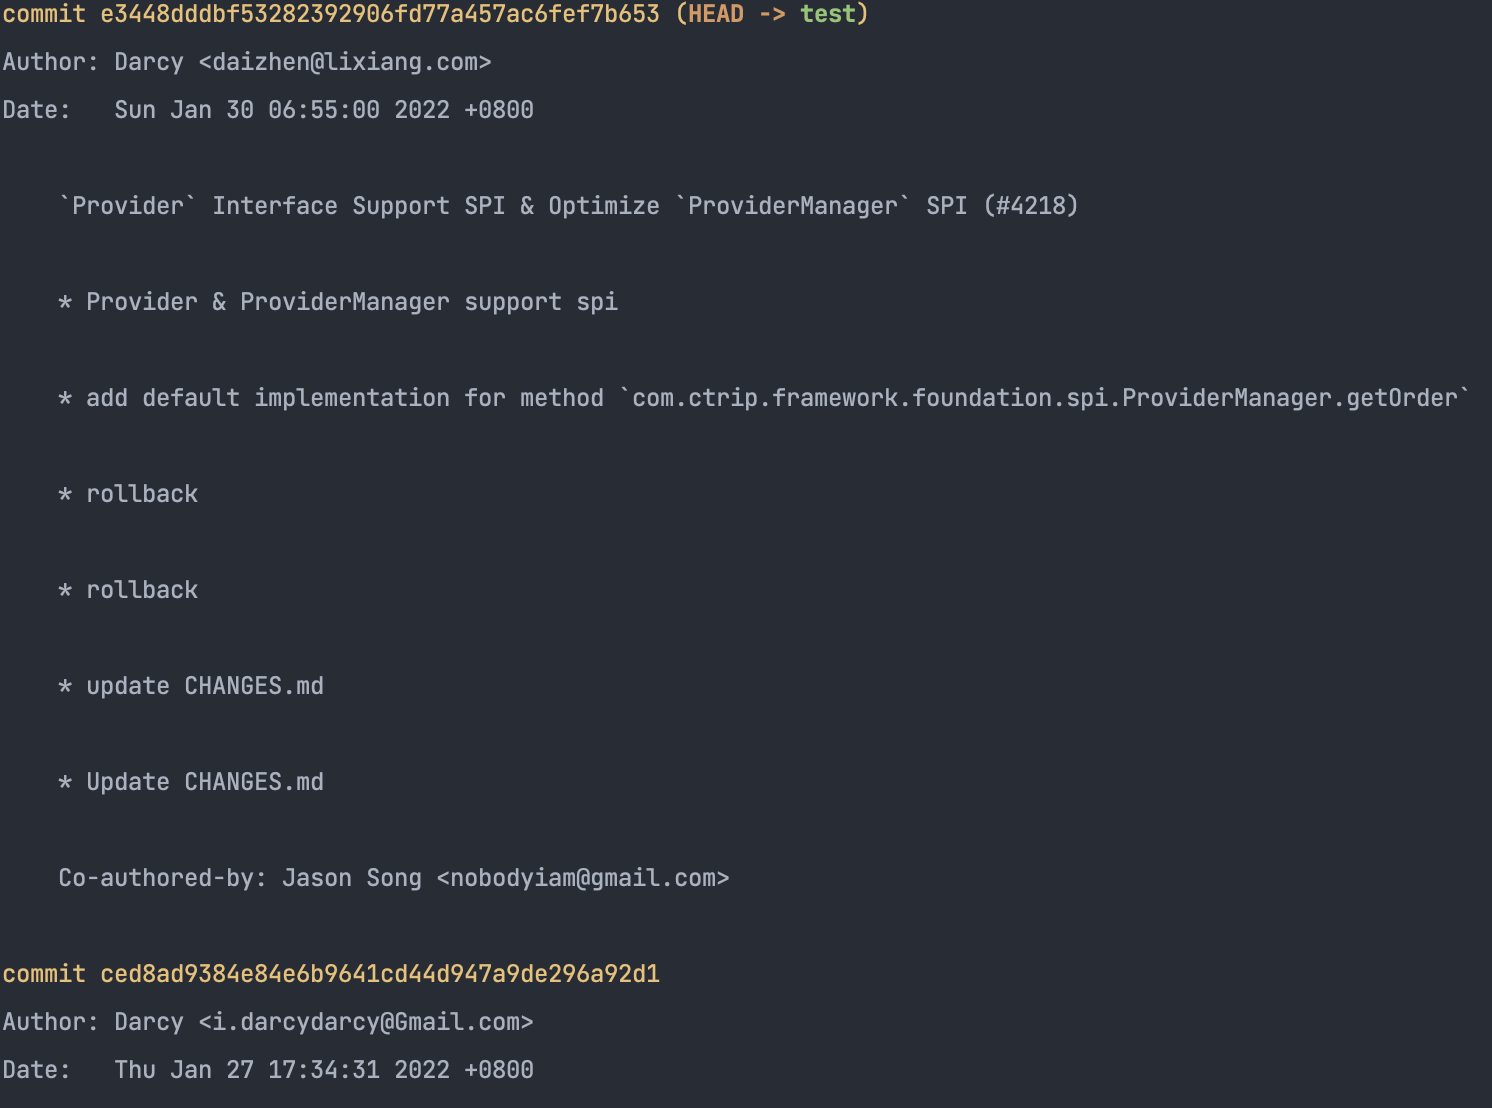 commit e3448dddbf53282392906fd77a457ac6fef7b653 (HEAD -> test)
Author: Darcy <daizhen@lixiang.com>
Date:   Sun Jan 30 06:55:00 2022 +0800
`Provider` Interface Support SPI & Optimize `ProviderManager` SPI (#4218)
* Provider & ProviderManager support spi
* add default implementation for method `com.ctrip.framework.foundation.spi.ProviderManager.getOrder`
* rollback
* rollback
* update CHANGES.md
* Update CHANGES.md
Co-authored-by: Jason Song <nobodyiam@gmail.com>
commit ced8ad9384e84e6b9641cd44d947a9de296a92d1
Author: Darcy <i.darcydarcy@Gmail.com>
Date:   Thu Jan 27 17:34:31 2022 +0800